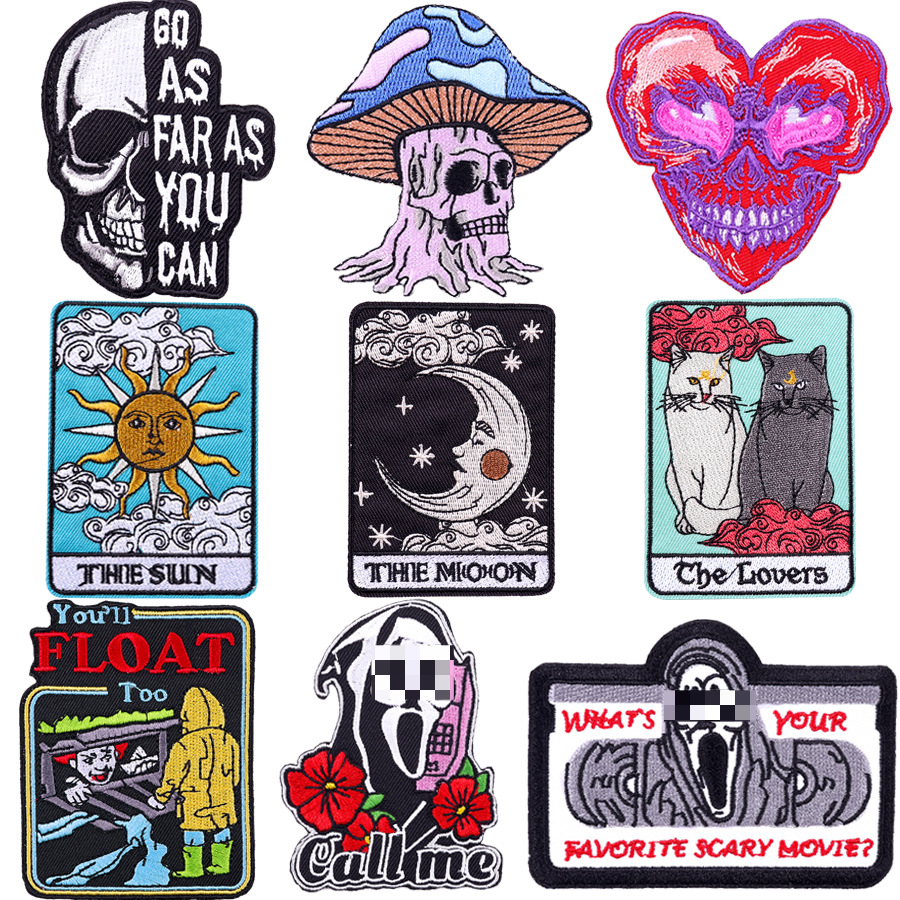 GO
AS
FAR AS
YOU
CAN
THE SUN
THE MOON
The Lovers
You'll
FLOAT
Too
Call me
WHAT'S YOUR
FAVORITE SCARY MOVIE?